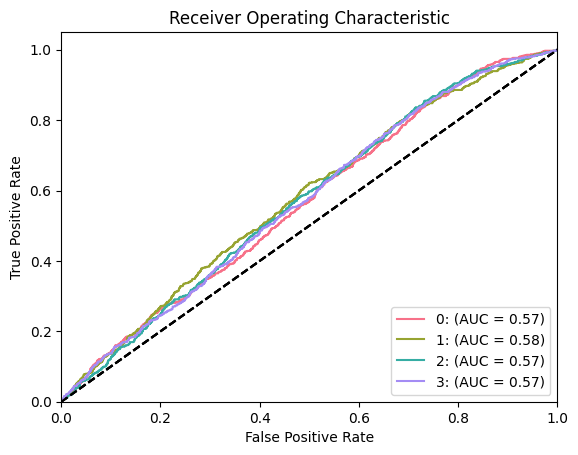 Receiver Operating Characteristic
True Positive Rate
1.0
0.8
0.6
0.4
0.2
0.0
0: (AUC = 0.57)
1: (AUC = 0.58)
2: (AUC = 0.57)
3: (AUC = 0.57)
0.0 0.2 0.4 0.6 0.8 1.0
False Positive Rate